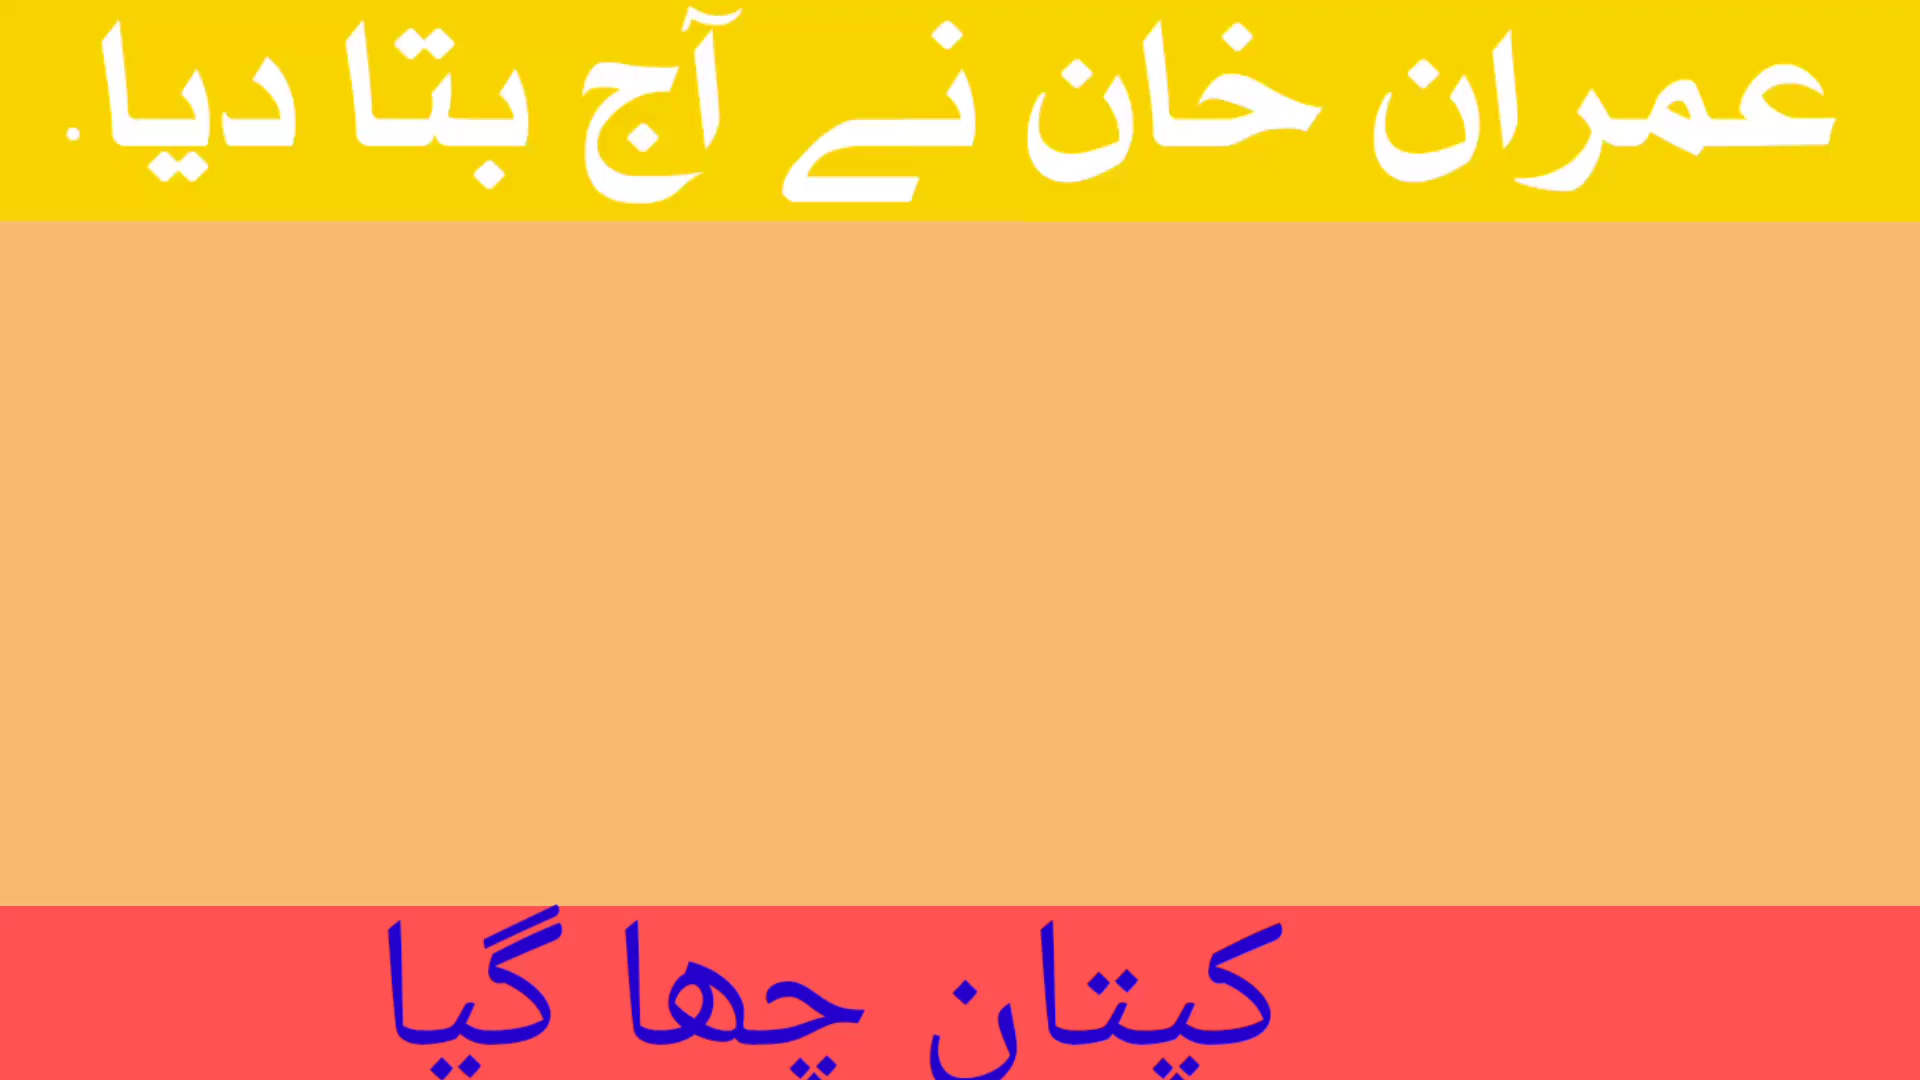 عمران خان نے آج بتا دیا.
کپتان چھا گیا